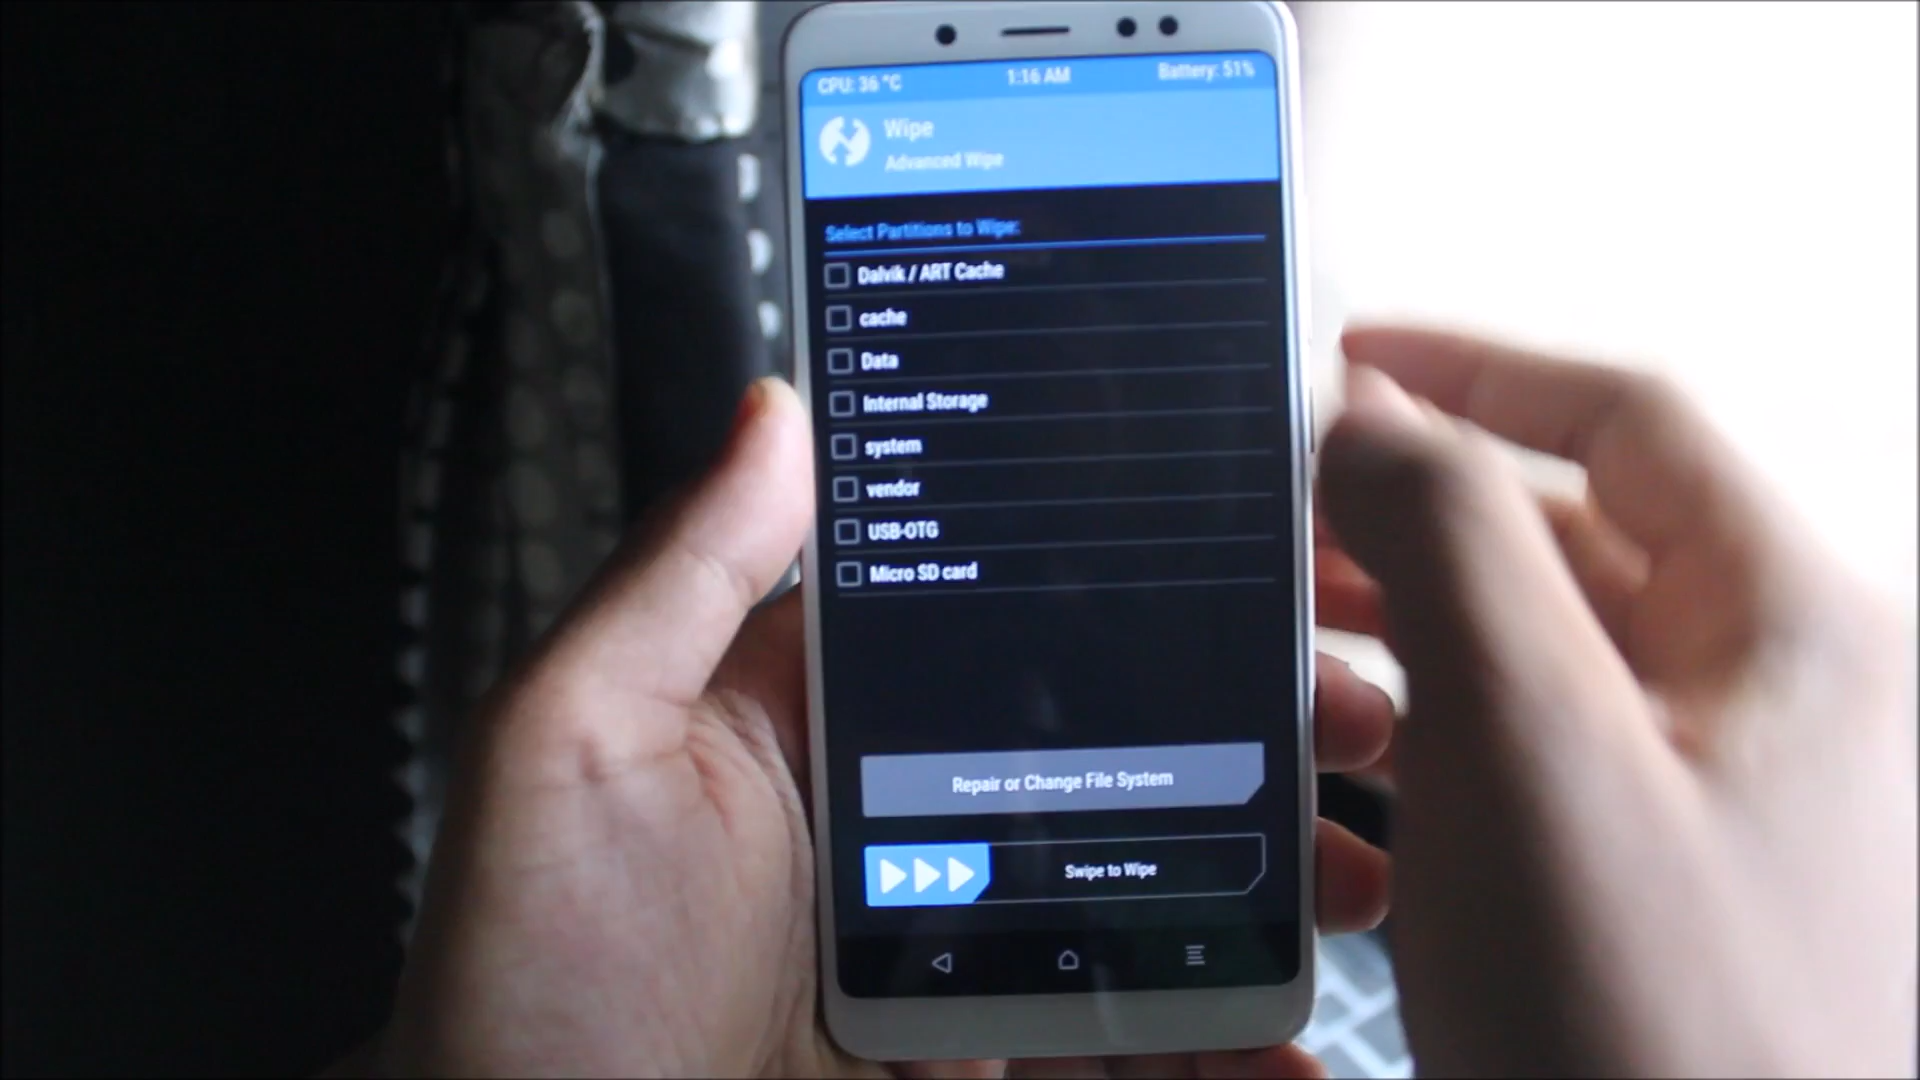 CPU: 36 °C 1:16 AM Battery: 51%
Wipe
Advanced Wipe
Select Partitions to Wipe:
Dalvik / ART Cache
cache
Data
Internal Storage
system
vendor
USB-OTG
Micro SD card
Repair or Change File System
Swipe to Wipe